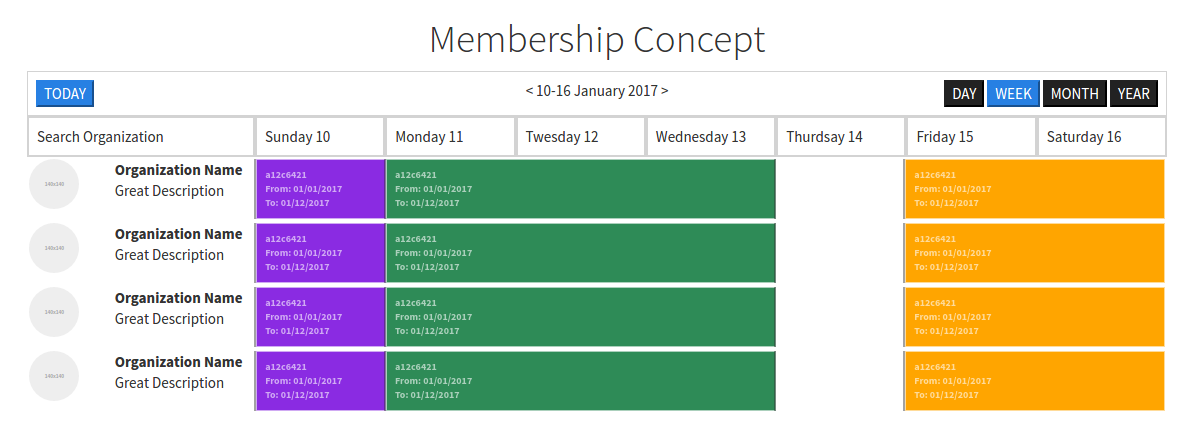 Membership Concept
TODAY < 10-16 January 2017 > DAY WEEK MONTH YEAR
Search Organization Sunday 10 Monday 11 Twesday 12 Wednesday 13 Thurdsay 14 Friday 15 Saturday 16
140x140 Organization Name a12c6421 a12c6421 a12c6421
Great Description From: 01/01/2017 From: 01/01/2017 From: 01/01/2017
To: 01/12/2017 To: 01/12/2017 To: 01/12/2017
140x140 Organization Name a12c6421 a12c6421 a12c6421
Great Description From: 01/01/2017 From: 01/01/2017 From: 01/01/2017
To: 01/12/2017 To: 01/12/2017 To: 01/12/2017
140x140 Organization Name a12c6421 a12c6421 a12c6421
Great Description From: 01/01/2017 From: 01/01/2017 From: 01/01/2017
To: 01/12/2017 To: 01/12/2017 To: 01/12/2017
140x140 Organization Name a12c6421 a12c6421 a12c6421
Great Description From: 01/01/2017 From: 01/01/2017 From: 01/01/2017
To: 01/12/2017 To: 01/12/2017 To: 01/12/2017